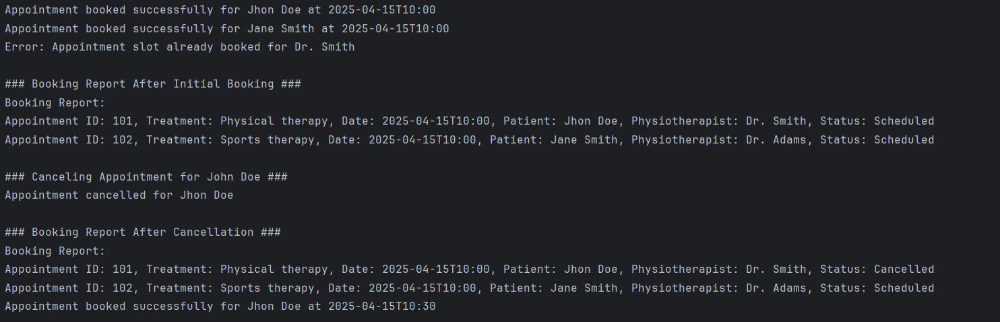 Appointment booked successfully for Jhon Doe at 2025-04-15T10:00
Appointment booked successfully for Jane Smith at 2025-04-15T10:00
Error: Appointment slot already booked for Dr. Smith
### Booking Report After Initial Booking ###
Booking Report:
Appointment ID: 101, Treatment: Physical therapy, Date: 2025-04-15T10:00, Patient: Jhon Doe, Physiotherapist: Dr. Smith, Status: Scheduled
Appointment ID: 102, Treatment: Sports therapy, Date: 2025-04-15T10:00, Patient: Jane Smith, Physiotherapist: Dr. Adams, Status: Scheduled
### Canceling Appointment for John Doe ###
Appointment cancelled for Jhon Doe
### Booking Report After Cancellation ###
Booking Report:
Appointment ID: 101, Treatment: Physical therapy, Date: 2025-04-15T10:00, Patient: Jhon Doe, Physiotherapist: Dr. Smith, Status: Cancelled
Appointment ID: 102, Treatment: Sports therapy, Date: 2025-04-15T10:00, Patient: Jane Smith, Physiotherapist: Dr. Adams, Status: Scheduled
Appointment booked successfully for Jhon Doe at 2025-04-15T10:30